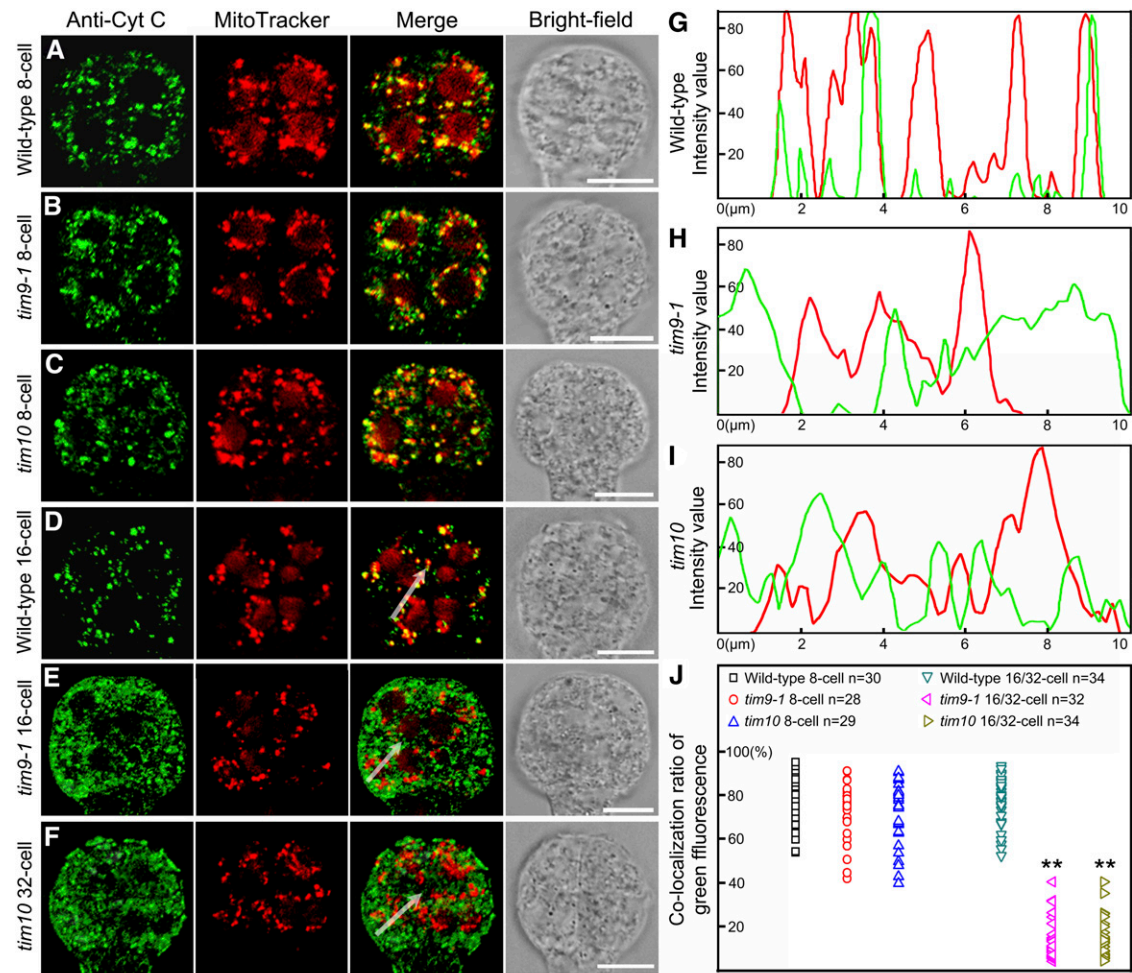 Anti-Cyt C MitoTracker Merge Bright-field
A
Wild-type 8-cell
B
tim9-1 8-cell
C
tim10 8-cell
D
Wild-type 16-cell
E
tim9-1 16-cell
F
tim10 32-cell
G
Wild-type
Intensity value
80
60
40
20
0(μm) 2 4 6 8 10
H
tim9-1
Intensity value
80
60
40
20
0(μm) 2 4 6 8 10
I
tim10
Intensity value
80
60
40
20
0(μm) 2 4 6 8 10
J
Wild-type 8-cell n=30
tim9-1 8-cell n=28
tim10 8-cell n=29
Wild-type 16/32-cell n=34
tim9-1 16/32-cell n=32
tim10 16/32-cell n=34
Co-localization ratio of
green ffluorescence
100(%)
80
60
40
20
** **